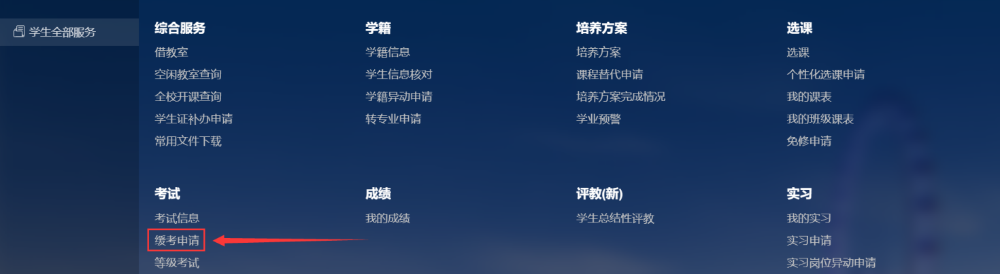 学生全部服务
综合服务
借教室
空闲教室查询
全校开课查询
学生证补办申请
常用文件下载
学籍
学籍信息
学生信息核对
学籍异动申请
转专业申请
培养方案
培养方案
课程替代申请
培养方案完成情况
学业预警
选课
选课
个性化选课申请
我的课表
我的班级课表
免修申请
考试
考试信息
缓考申请
等级考试
成绩
我的成绩
评教(新)
学生总结性评教
实习
我的实习
实习申请
实习岗位异动申请